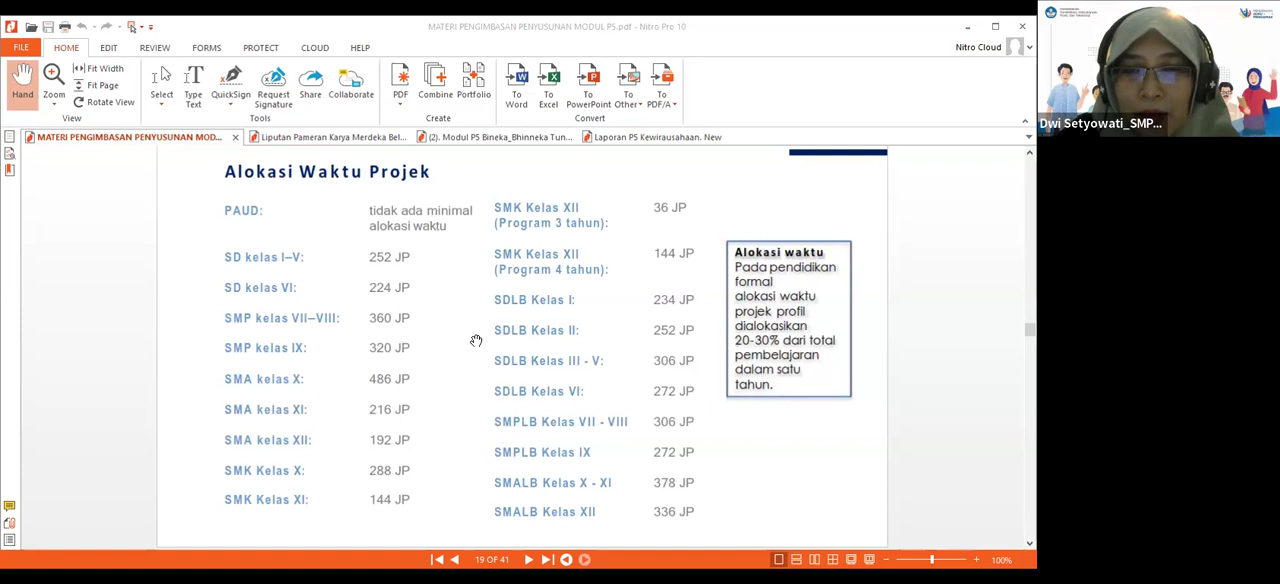 MATERI PENGIMBASAN PENYUSUNAN MODUL P5.pdf - Nitro Pro 10
FILE HOME EDIT REVIEW FORMS PROTECT CLOUD HELP
Nitro Cloud
Hand
Zoom
Fit Width
Fit Page
Rotate View
View
Select
Type Text
QuickSign
Request Signature
Share
Collaborate
Tools
PDF
Combine
Portfolio
Create
To Word
To Excel
To PowerPoint
To Other
To PDF/A
Convert
MATERI PENGIMBASAN PENYUSUNAN MOD...
Liputan Pameran Karya Merdeka Bel...
(2). Modul P5 Bineka_Bhinneka Tun...
Laporan P5 Kewirausahaan. New
Alokasi Waktu Projek
PAUD: tidak ada minimal alokasi waktu
SD kelas I–V: 252 JP
SD kelas VI: 224 JP
SMP kelas VII–VIII: 360 JP
SMP kelas IX: 320 JP
SMA kelas X: 486 JP
SMA kelas XI: 216 JP
SMA kelas XII: 192 JP
SMK Kelas X: 288 JP
SMK Kelas XI: 144 JP
SMK Kelas XII (Program 3 tahun): 36 JP
SMK Kelas XII (Program 4 tahun): 144 JP
SDLB Kelas I: 234 JP
SDLB Kelas II: 252 JP
SDLB Kelas III - V: 306 JP
SDLB Kelas VI: 272 JP
SMPLB Kelas VII - VIII 306 JP
SMPLB Kelas IX 272 JP
SMALB Kelas X - XI 378 JP
SMALB Kelas XII 336 JP
Alokasi waktu
Pada pendidikan
formal
alokasi waktu
projek profil
dialokasikan
20-30% dari total
pembelajaran
dalam satu
tahun.
19 OF 41
100%
Dwi Setyowati_SMP...